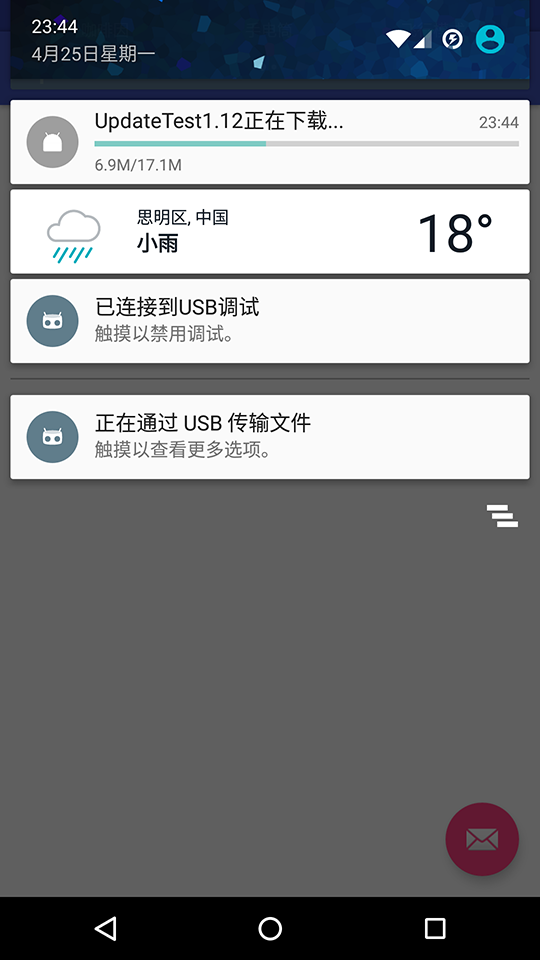 23:44
4月25日星期一
UpdateTest1.12正在下载...
23:44
6.9M/17.1M
思明区, 中国
小雨
18°
已连接到USB调试
触摸以禁用调试。
正在通过 USB 传输文件
触摸以查看更多选项。